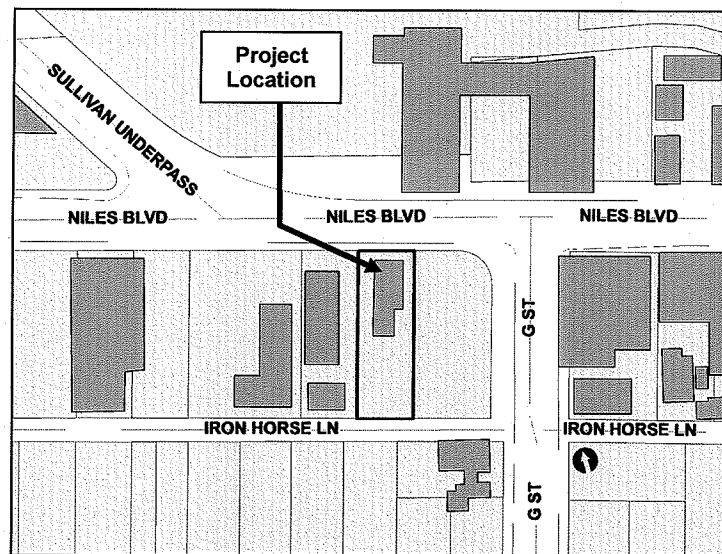 Project
Location
SULLIVAN UNDERPASS
NILES BLVD
NILES BLVD
NILES BLVD
G ST
IRON HORSE LN
IRON HORSE LN
G ST